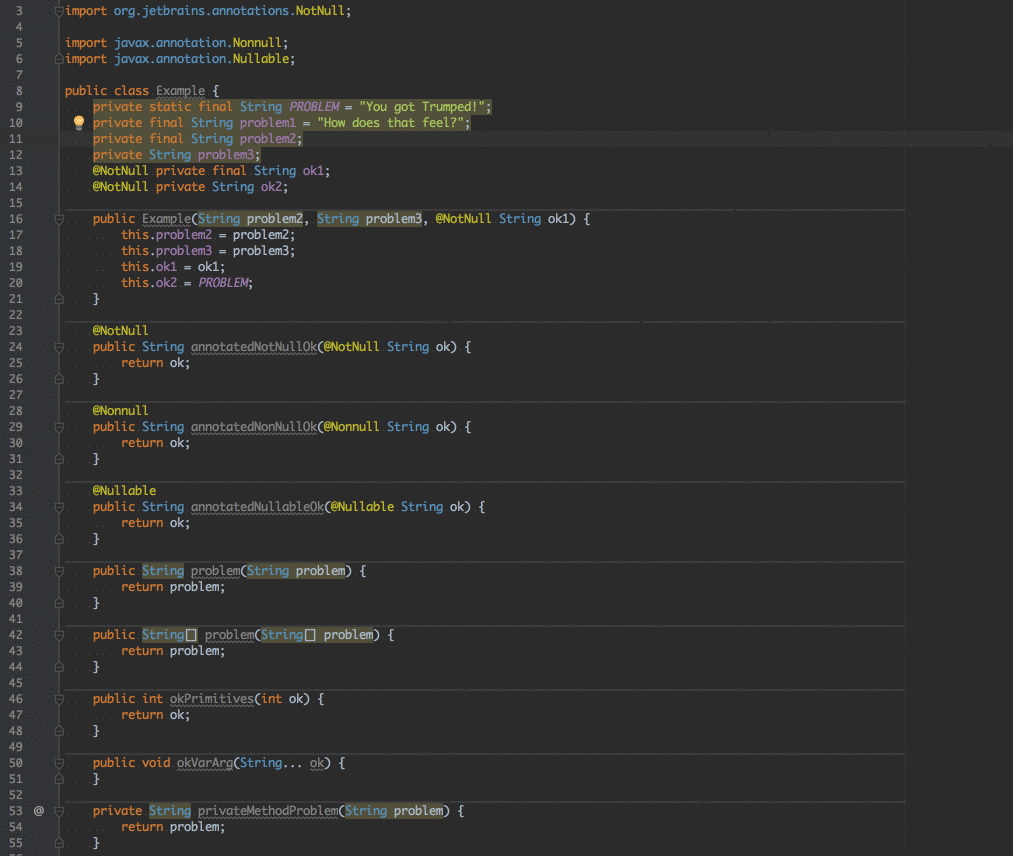 3 import org.jetbrains.annotations.NotNull;
4
5 import javax.annotation.Nonnull;
6 import javax.annotation.Nullable;
7
8 public class Example {
9 private static final String PROBLEM = "You got Trumped!";
10 private final String problem1 = "How does that feel?";
11 private final String problem2;
12 private String problem3;
13 @NotNull private final String ok1;
14 @NotNull private String ok2;
15
16 public Example(String problem2, String problem3, @NotNull String ok1) {
17 this.problem2 = problem2;
18 this.problem3 = problem3;
19 this.ok1 = ok1;
20 this.ok2 = PROBLEM;
21 }
22
23 @NotNull
24 public String annotatedNotNullOk(@NotNull String ok) {
25 return ok;
26 }
27
28 @Nonnull
29 public String annotatedNonNullOk(@Nonnull String ok) {
30 return ok;
31 }
32
33 @Nullable
34 public String annotatedNullableOk(@Nullable String ok) {
35 return ok;
36 }
37
38 public String problem(String problem) {
39 return problem;
40 }
41
42 public String[] problem(String[] problem) {
43 return problem;
44 }
45
46 public int okPrimitives(int ok) {
47 return ok;
48 }
49
50 public void okVarArg(String... ok) {
51 }
52
53 @ private String privateMethodProblem(String problem) {
54 return problem;
55 }